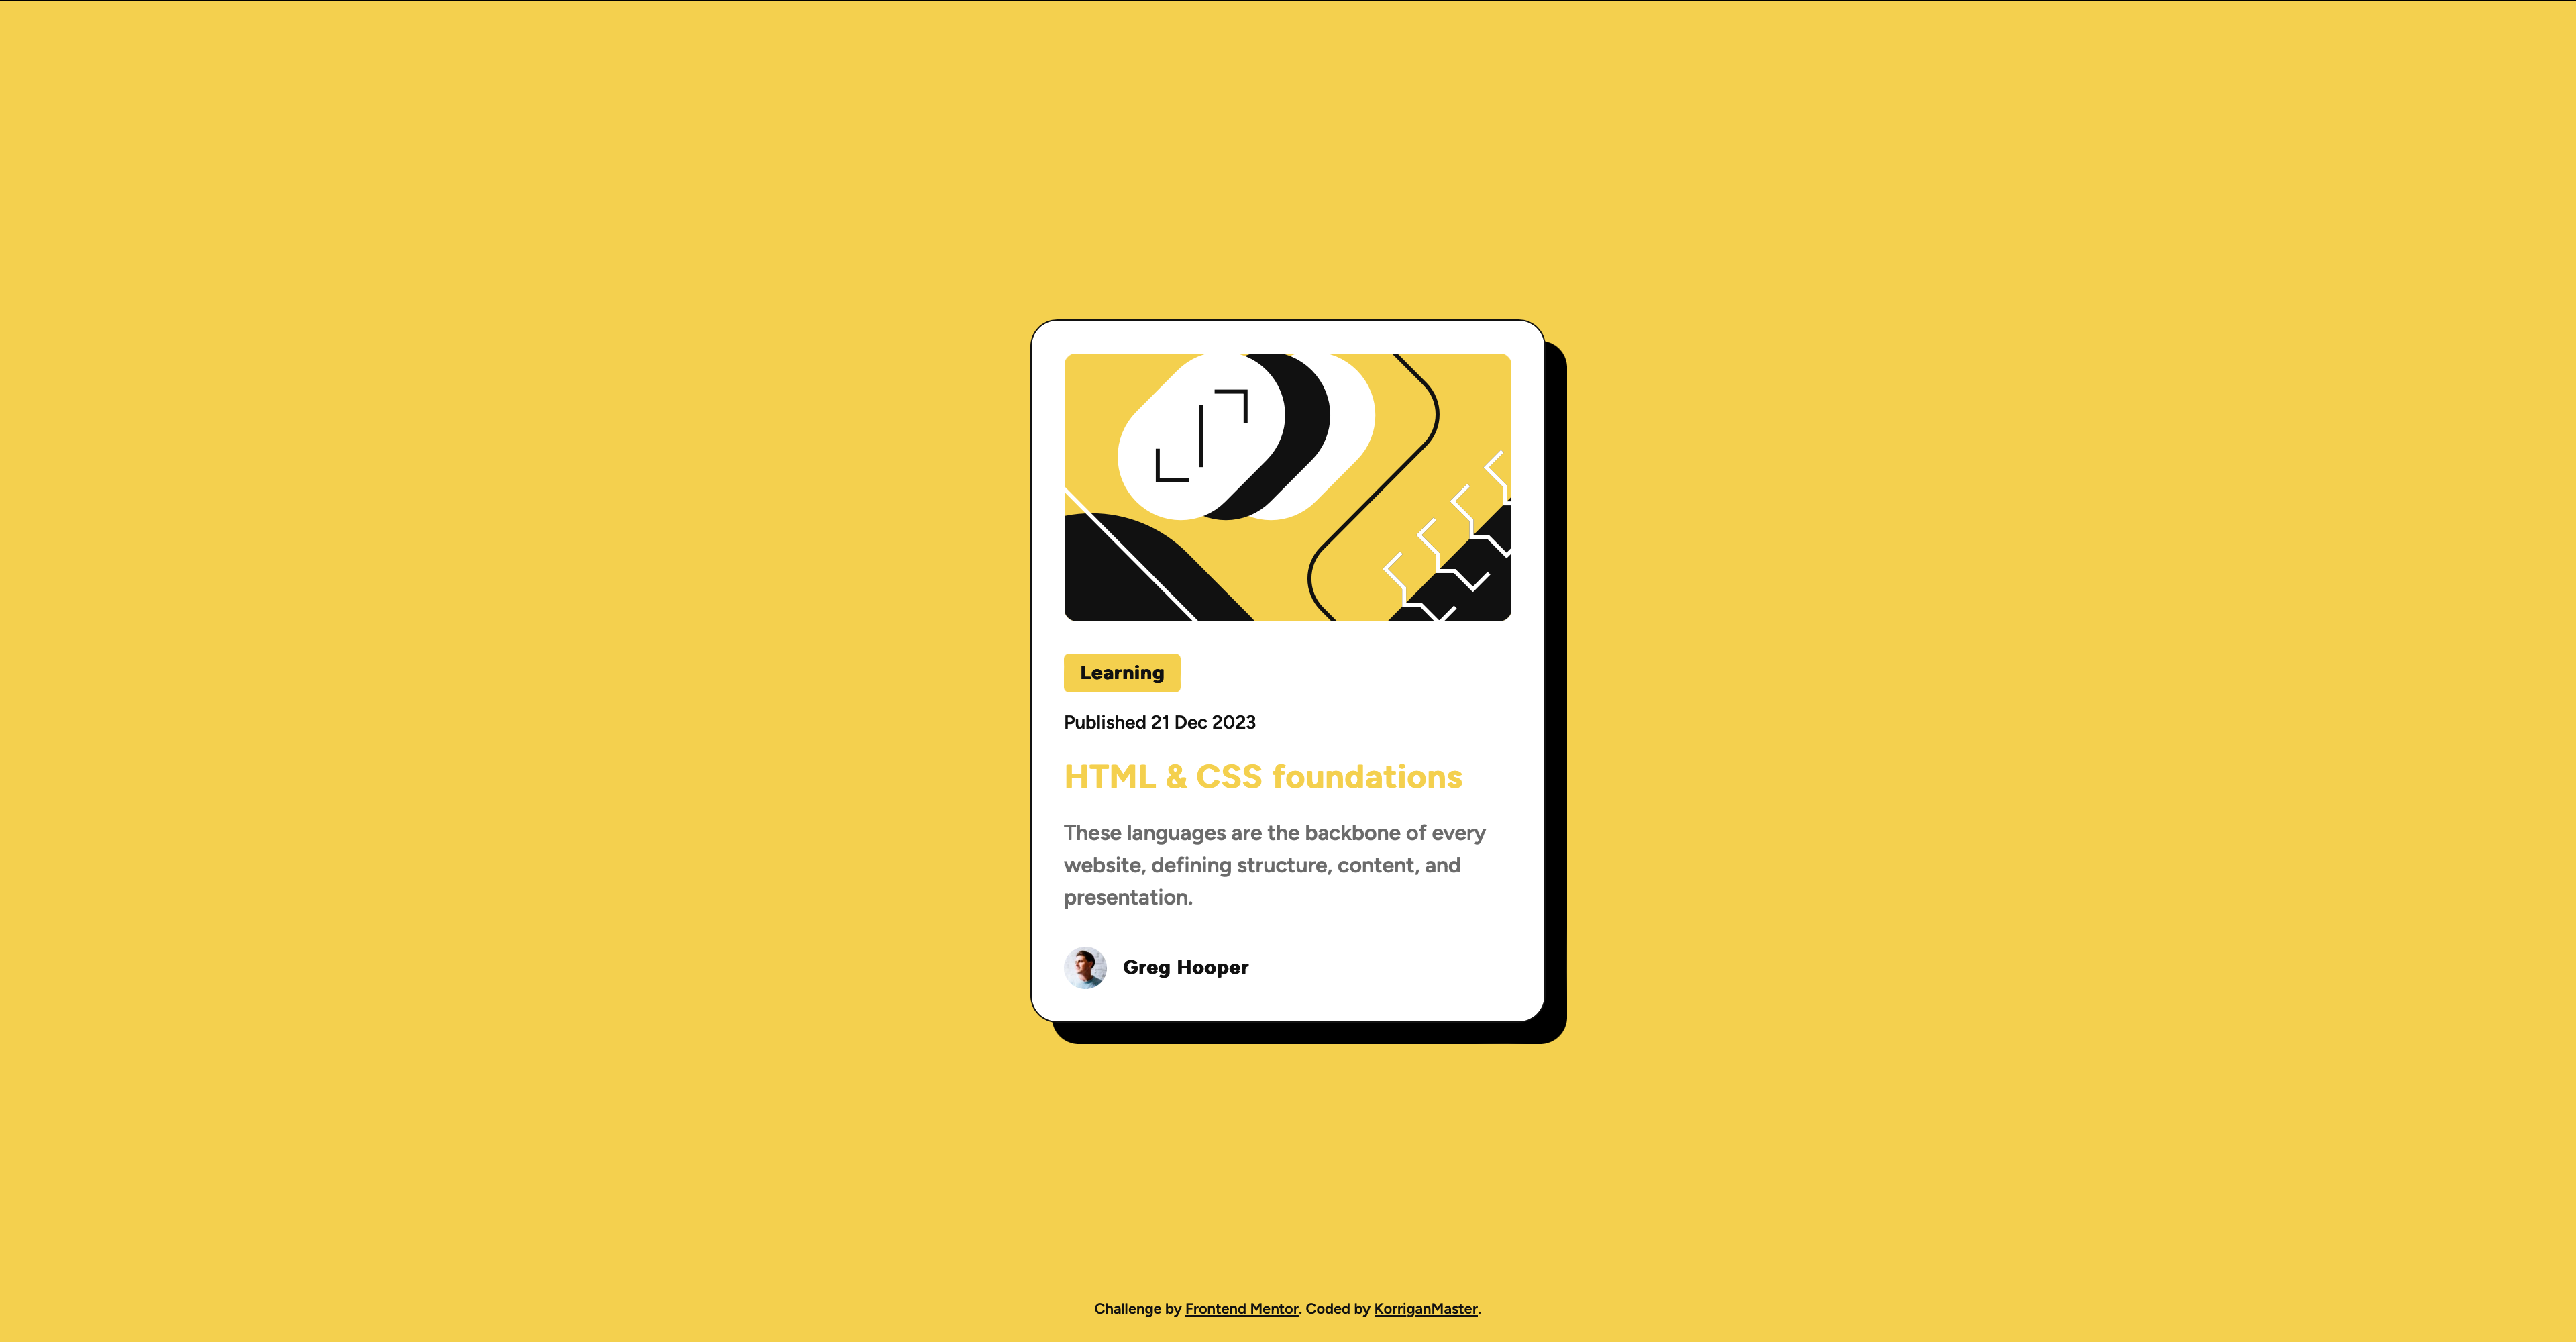 Learning
Published 21 Dec 2023
HTML & CSS foundations
These languages are the backbone of every
website, defining structure, content, and
presentation.
Greg Hooper
Challenge by Frontend Mentor. Coded by KorriganMaster.